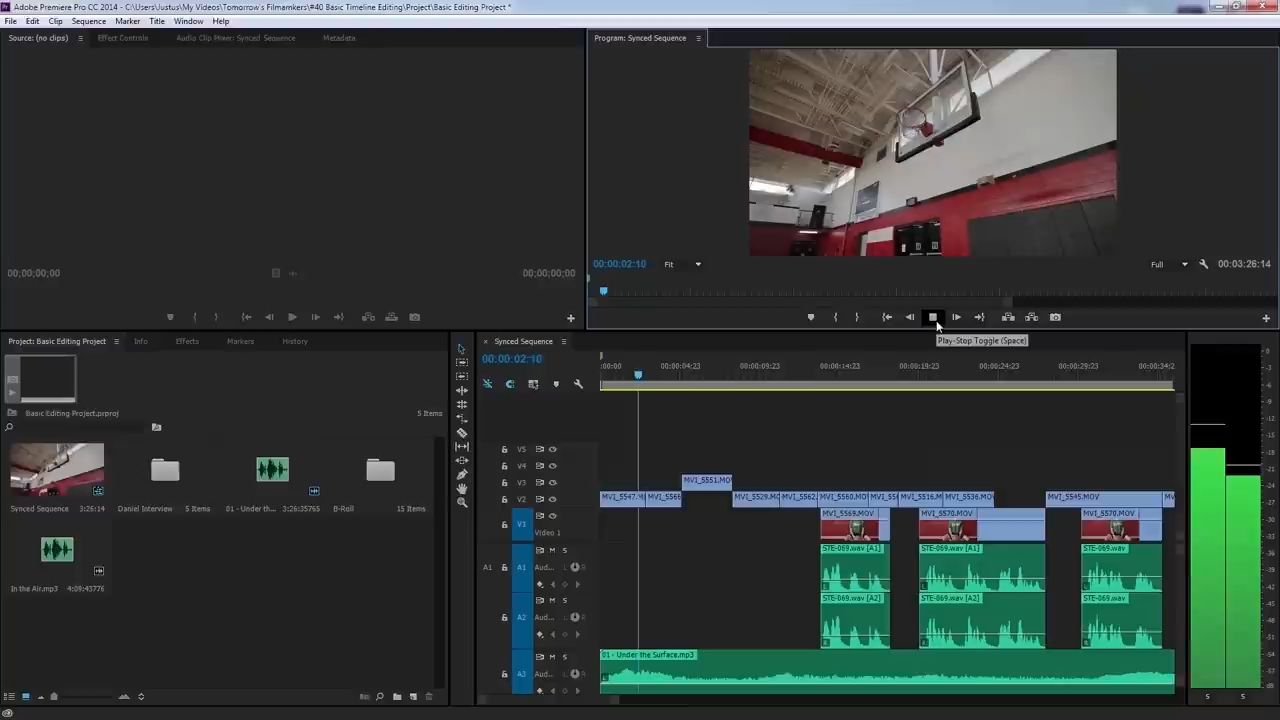 Adobe Premiere Pro CC 2014 - C:\Users\Justus\My Videos\Tomorrow's Filmamkers\#40 Basic Timeline Editing\Project\Basic Editing Project *
File Edit Clip Sequence Marker Title Window Help
Source: (no clips) Effect Controls Audio Clip Mixer: Synced Sequence Metadata
Program: Synced Sequence
00;00;00;00 00;00;00;00
00:00:02:10 Fit Full 00:03:26:14
Play-Stop Toggle (Space)
Project: Basic Editing Project Info Effects Markers History
Basic Editing Project.prproj 5 Items
Synced Sequence 3:26:14
Daniel Interview 5 Items
01 - Under the... 3:26:35765
B-Roll 15 Items
In the Air.mp3 4:09:43776
× Synced Sequence
00:00:02:10
:00:00 00:00:04:23 00:00:09:23 00:00:14:23 00:00:19:23 00:00:24:23 00:00:29:23 00:00:34:2
V5
V4
V3 MVI_5551.MOV
V2 MVI_5547.M MVI_5566 MVI_5529.MO MVI_5562. MVI_5560.MO MVI_55 MVI_5516.M MVI_5536.MOV MVI_5545.MOV MV
V1 Video 1 MVI_5569.MOV MVI_5570.MOV MVI_5570.MOV
A1 A1 Aud... M S R STE-069.wav [A1] STE-069.wav [A1] STE-069.wav
A2 Aud... M S R STE-069.wav [A2] STE-069.wav [A2] STE-069.wav
A3 Aud... M S R 01 - Under the Surface.mp3
S S